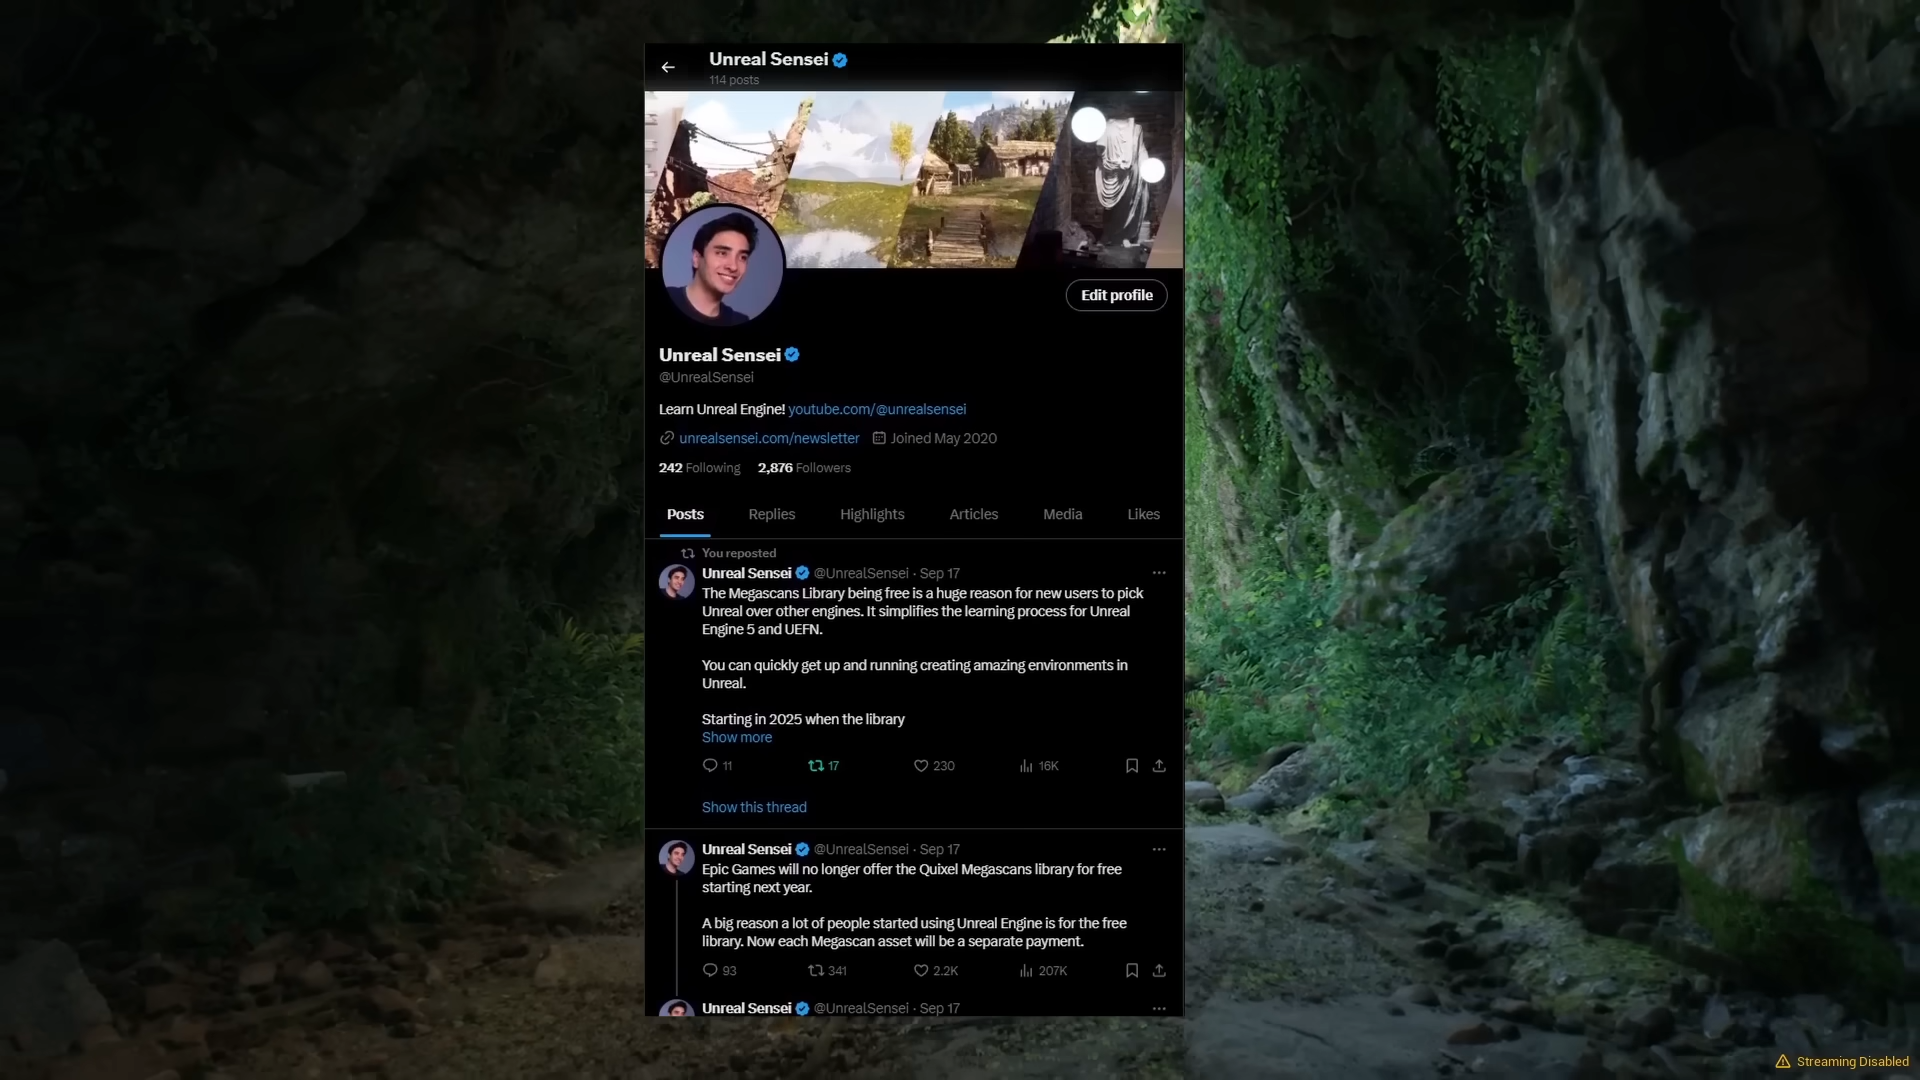 Unreal Sensei
114 posts
Edit profile
Unreal Sensei
@UnrealSensei
Learn Unreal Engine! youtube.com/@unrealsensei
unrealsensei.com/newsletter Joined May 2020
242 Following 2,876 Followers
Posts Replies Highlights Articles Media Likes
You reposted
Unreal Sensei @UnrealSensei · Sep 17
The Megascans Library being free is a huge reason for new users to pick
Unreal over other engines. It simplifies the learning process for Unreal
Engine 5 and UEFN.
You can quickly get up and running creating amazing environments in
Unreal.
Starting in 2025 when the library
Show more
11 17 230 16K
Show this thread
Unreal Sensei @UnrealSensei · Sep 17
Epic Games will no longer offer the Quixel Megascans library for free
starting next year.
A big reason a lot of people started using Unreal Engine is for the free
library. Now each Megascan asset will be a separate payment.
93 341 2.2K 207K
Unreal Sensei @UnrealSensei · Sep 17
Streaming Disabled